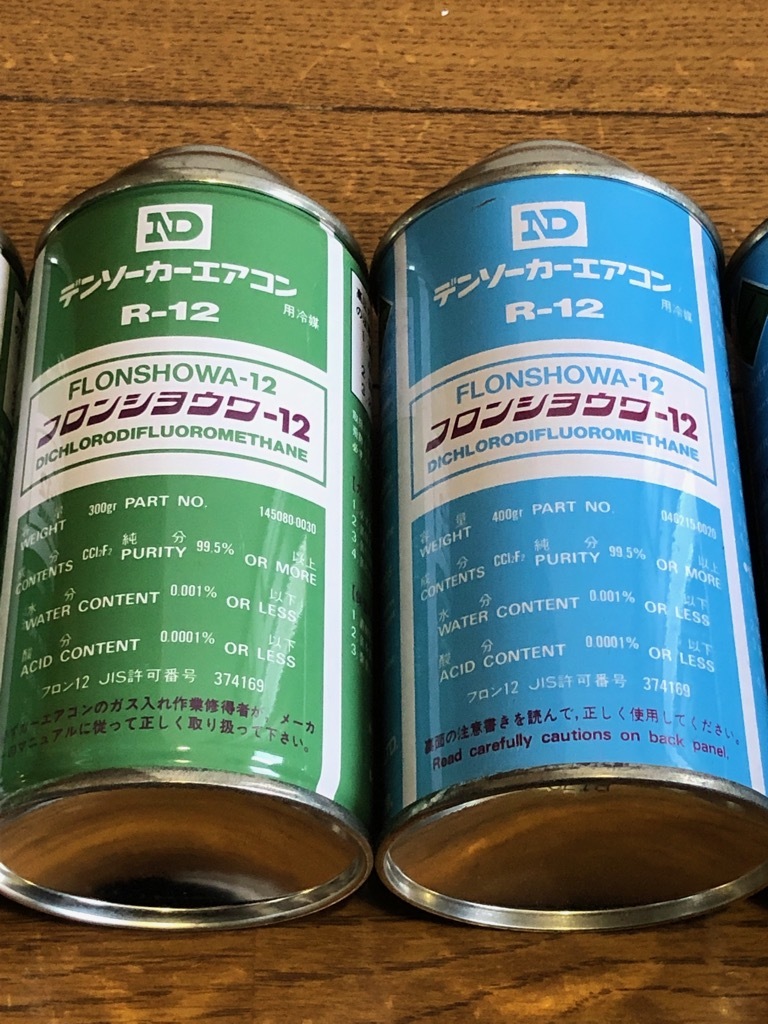 ND
デンソーカーエアコン
R-12 用冷媒
FLONSHOWA-12
フロンショウワ-12
DICHLORODIFLUOROMETHANE
容量
WEIGHT 300gr PART NO. 145080-0030
成分 純分 以上
CONTENTS CCl₂F₂ PURITY 99.5% OR MORE
水分 以下
WATER CONTENT 0.001% OR LESS
酸分 以下
ACID CONTENT 0.0001% OR LESS
フロン12 JIS許可番号 374169
カーエアコンのガス入れ作業修得者が、メーカ
のマニュアルに従って正しく取り扱って下さい。
ND
デンソーカーエアコン
R-12 用冷媒
FLONSHOWA-12
フロンショウワ-12
DICHLORODIFLUOROMETHANE
容量
WEIGHT 400gr PART NO 046215-0020
成分 純分 以上
CONTENTS CCl₂F₂ PURITY 99.5% OR MORE
水分 以下
WATER CONTENT 0.001% OR LESS
酸分 以下
ACID CONTENT 0.0001% OR LESS
フロン12 JIS許可番号 374169
裏面の注意書きを読んで,正しく使用してください。
Read carefully cautions on back panel.